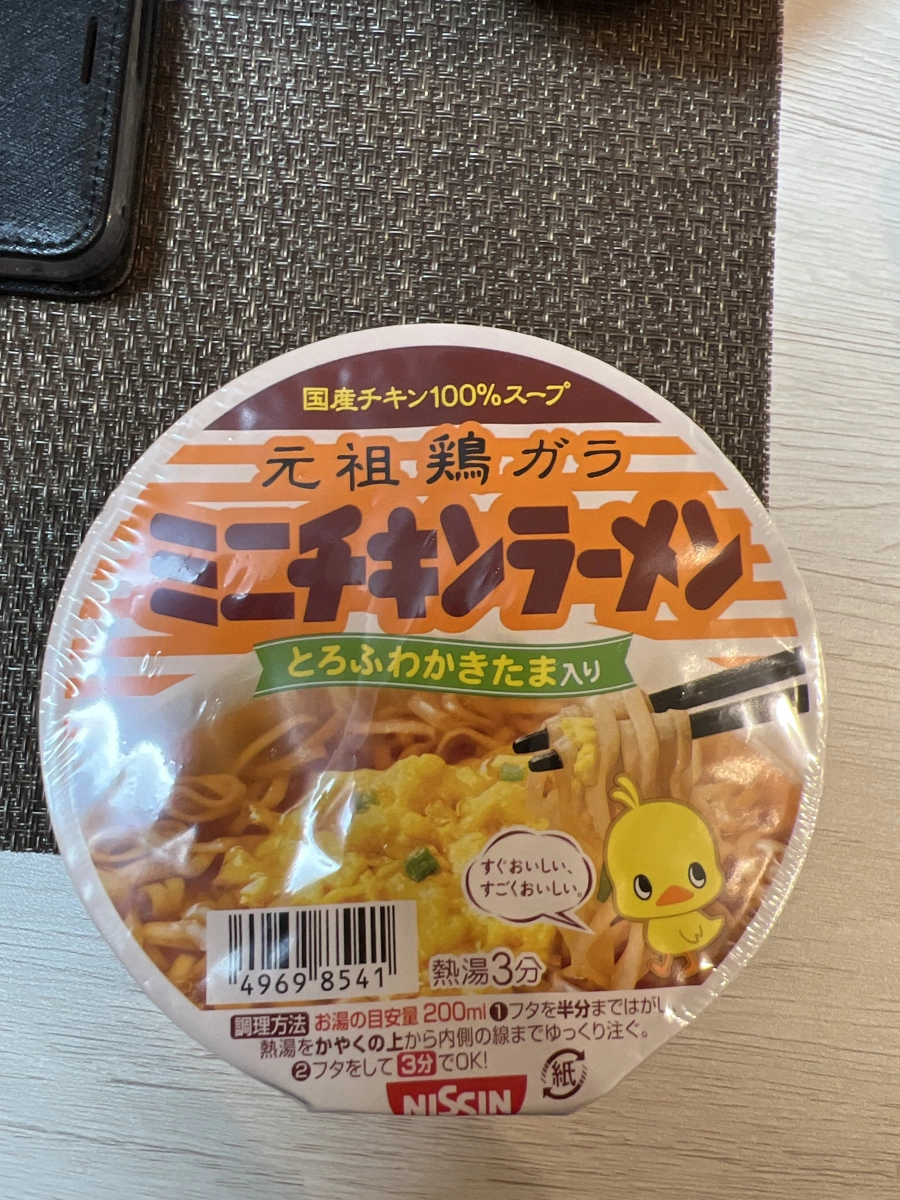 国産チキン100%スープ
元祖鶏ガラ
ミニチキンラーメン
とろふわかきたま入り
すぐおいしい、
すごくおいしい。
4969 8541
熱湯3分
調理方法 お湯の目安量 200ml ❶フタを半分まではがし
熱湯をかやくの上から内側の線までゆっくり注ぐ。
❷フタをして 3分 でOK!
紙
NISSIN